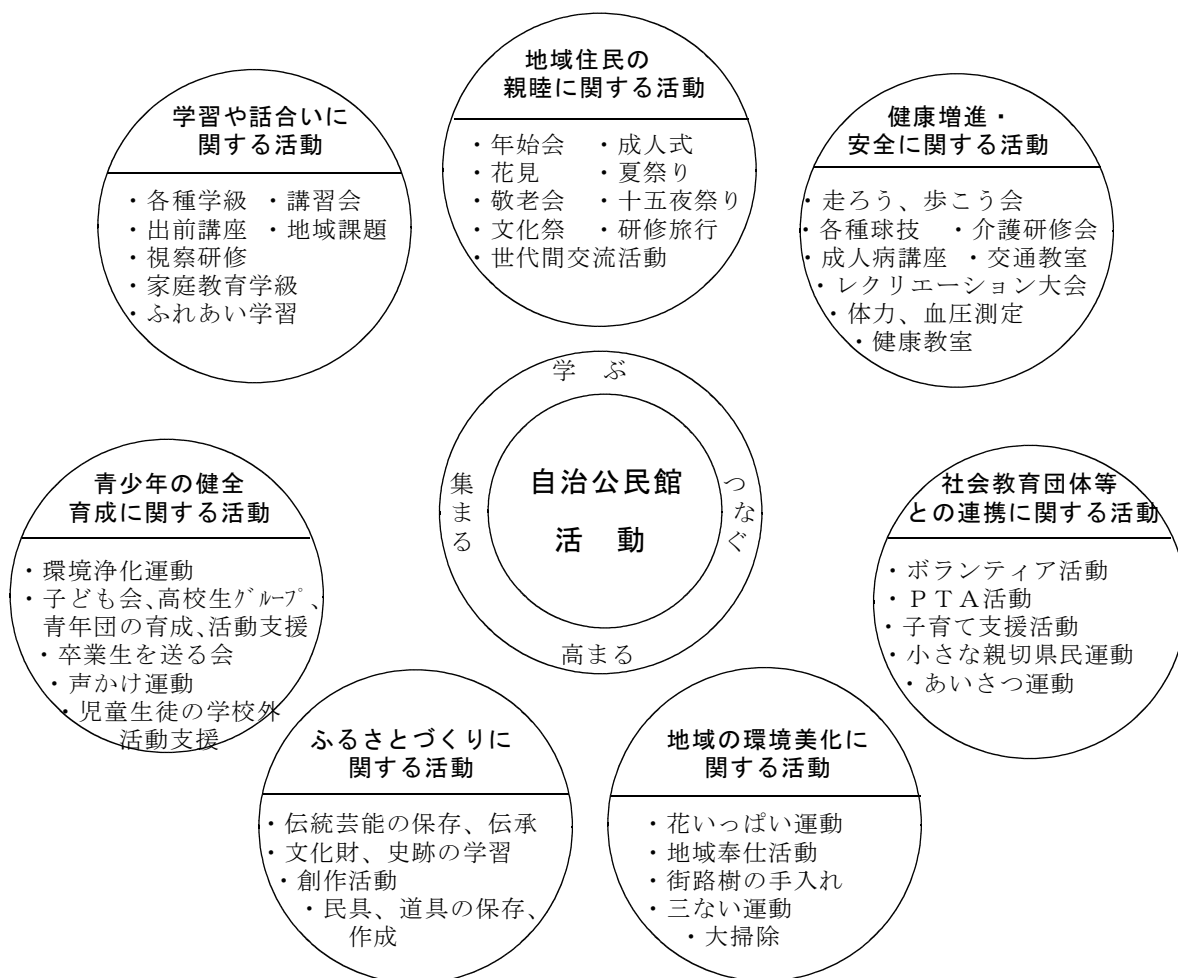 地域住民の
親睦に関する活動
・年始会　・成人式
・花見　・夏祭り
・敬老会　・十五夜祭り
・文化祭　・研修旅行
・世代間交流活動
学習や話合いに
関する活動
・各種学級　・講習会
・出前講座　・地域課題
・視察研修
・家庭教育学級
・ふれあい学習
健康増進・
安全に関する活動
・走ろう、歩こう会
・各種球技　・介護研修会
・成人病講座　・交通教室
・レクリエーション大会
・体力、血圧測定
・健康教室
学　ぶ
集まる
つなぐ
高まる
自治公民館
活　動
青少年の健全
育成に関する活動
・環境浄化運動
・子ども会、高校生ｸﾞﾙｰﾌﾟ、
青年団の育成、活動支援
・卒業生を送る会
・声かけ運動
・児童生徒の学校外
活動支援
社会教育団体等
との連携に関する活動
・ボランティア活動
・ＰＴＡ活動
・子育て支援活動
・小さな親切県民運動
・あいさつ運動
ふるさとづくりに
関する活動
・伝統芸能の保存、伝承
・文化財、史跡の学習
・創作活動
・民具、道具の保存、
作成
地域の環境美化に
関する活動
・花いっぱい運動
・地域奉仕活動
・街路樹の手入れ
・三ない運動
・大掃除